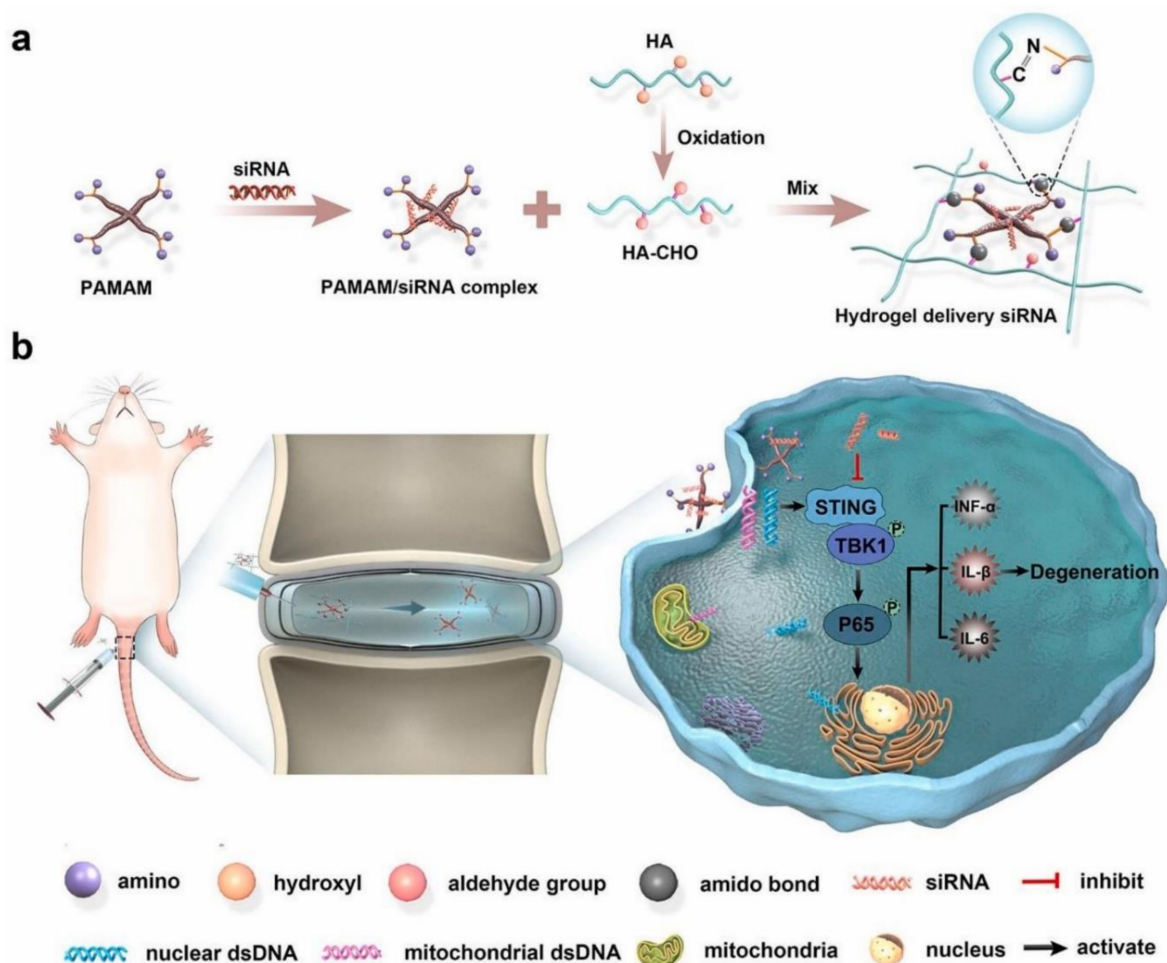 a
HA
C
N
Oxidation
siRNA
Mix
PAMAM
PAMAM/siRNA complex
HA-CHO
Hydrogel delivery siRNA
b
STING
P
TBK1
P
P65
INF-α
IL-β
Degeneration
IL-6
amino
hydroxyl
aldehyde group
amido bond
siRNA
inhibit
nuclear dsDNA
mitochondrial dsDNA
mitochondria
nucleus
activate